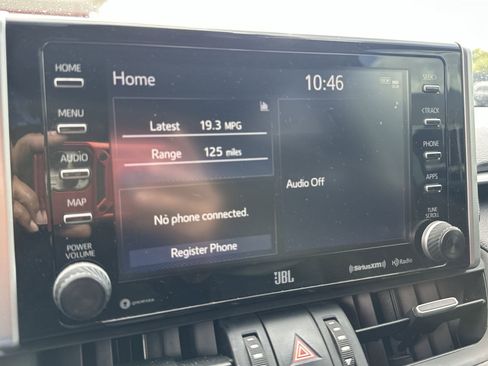 HOME
MENU
AUDIO
MAP
POWER
VOLUME
Home
10:46
Latest 19.3 MPG
Range 125 miles
No phone connected.
Register Phone
Audio Off
SEEK>
<TRACK
PHONE
APPS
TUNE
SCROLL
JBL
SiriusXM
HD Radio